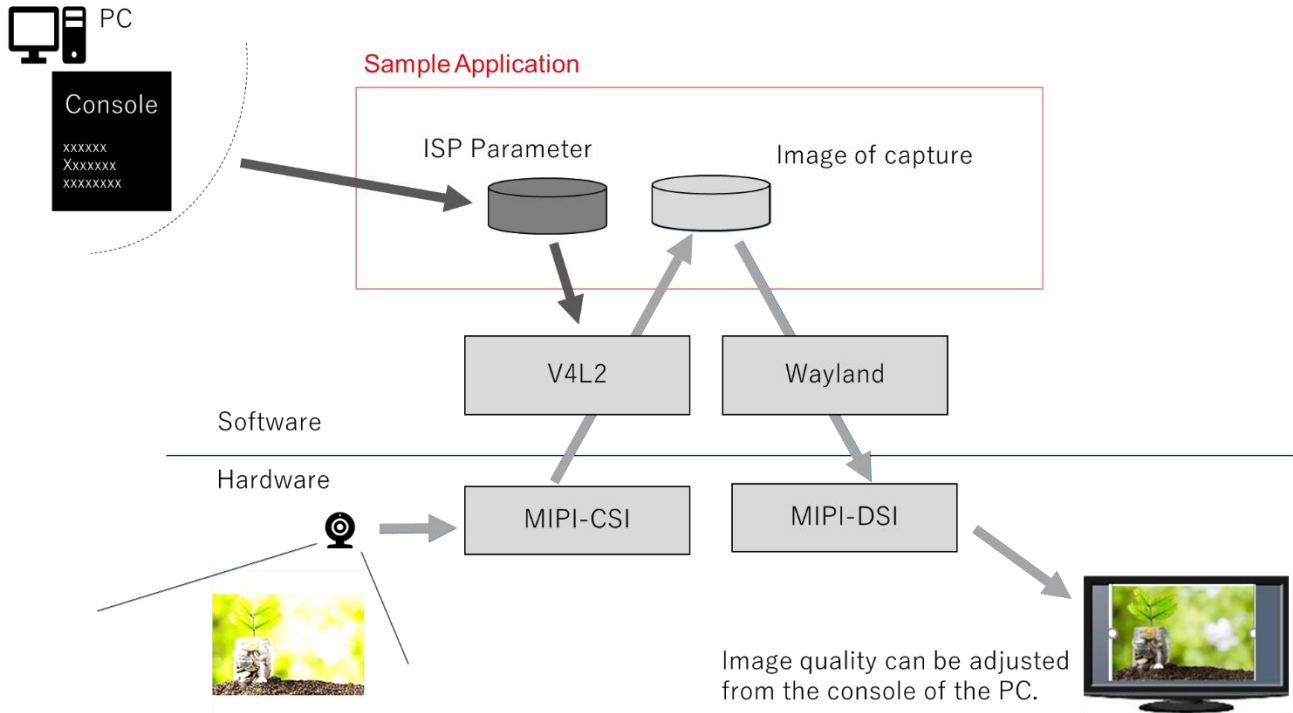 PC
Sample Application
Console
xxxxxx
Xxxxxxx
xxxxxxxx
ISP Parameter
Image of capture
V4L2
Wayland
Software
Hardware
MIPI-CSI
MIPI-DSI
Image quality can be adjusted
from the console of the PC.